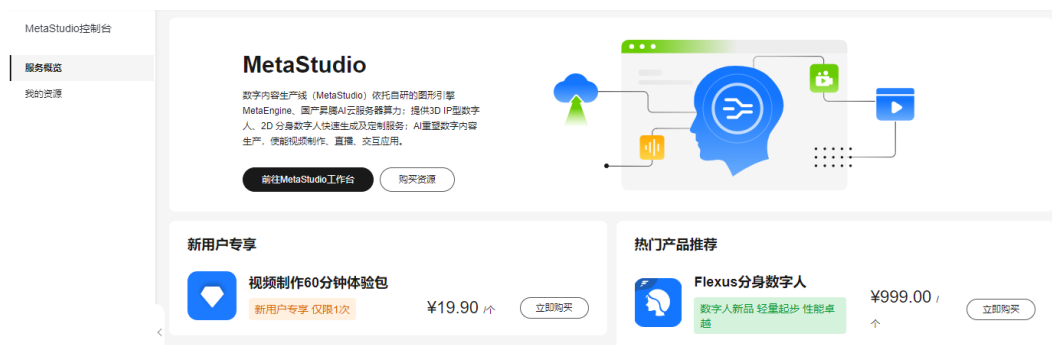 MetaStudio控制台
服务概览
我的资源
MetaStudio
数字内容生产线（MetaStudio）依托自研的图形引擎
MetaEngine、国产昇腾AI云服务器算力；提供3D IP型数字
人、2D 分身数字人快速生成及定制服务；AI重塑数字内容
生产，使能视频制作、直播、交互应用。
前往MetaStudio工作台
购买资源
新用户专享
视频制作60分钟体验包
新用户专享 仅限1次
¥19.90 /个
立即购买
热门产品推荐
Flexus分身数字人
数字人新品 轻量起步 性能卓
越
¥999.00 /
个
立即购买